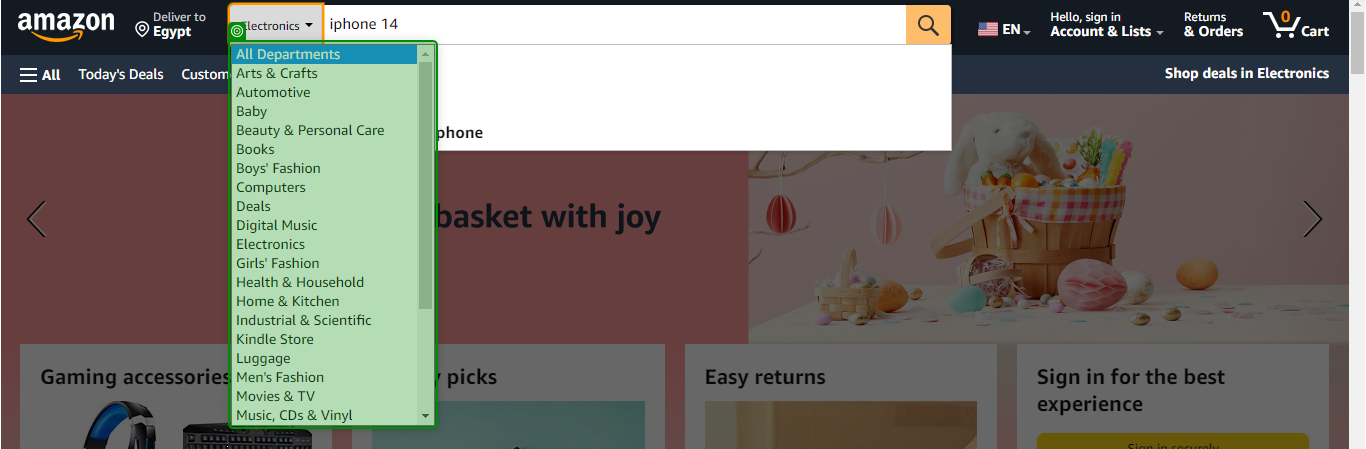 amazon
Deliver to
Egypt
Electronics
iphone 14
EN
Hello, sign in
Account & Lists
Returns
& Orders
0
Cart
All
Today's Deals
Custom
Shop deals in Electronics
All Departments
Arts & Crafts
Automotive
Baby
Beauty & Personal Care
Books
Boys' Fashion
Computers
Deals
Digital Music
Electronics
Girls' Fashion
Health & Household
Home & Kitchen
Industrial & Scientific
Kindle Store
Luggage
Men's Fashion
Movies & TV
Music, CDs & Vinyl
phone
basket with joy
Gaming accessories
picks
Easy returns
Sign in for the best
experience
Sign in securely